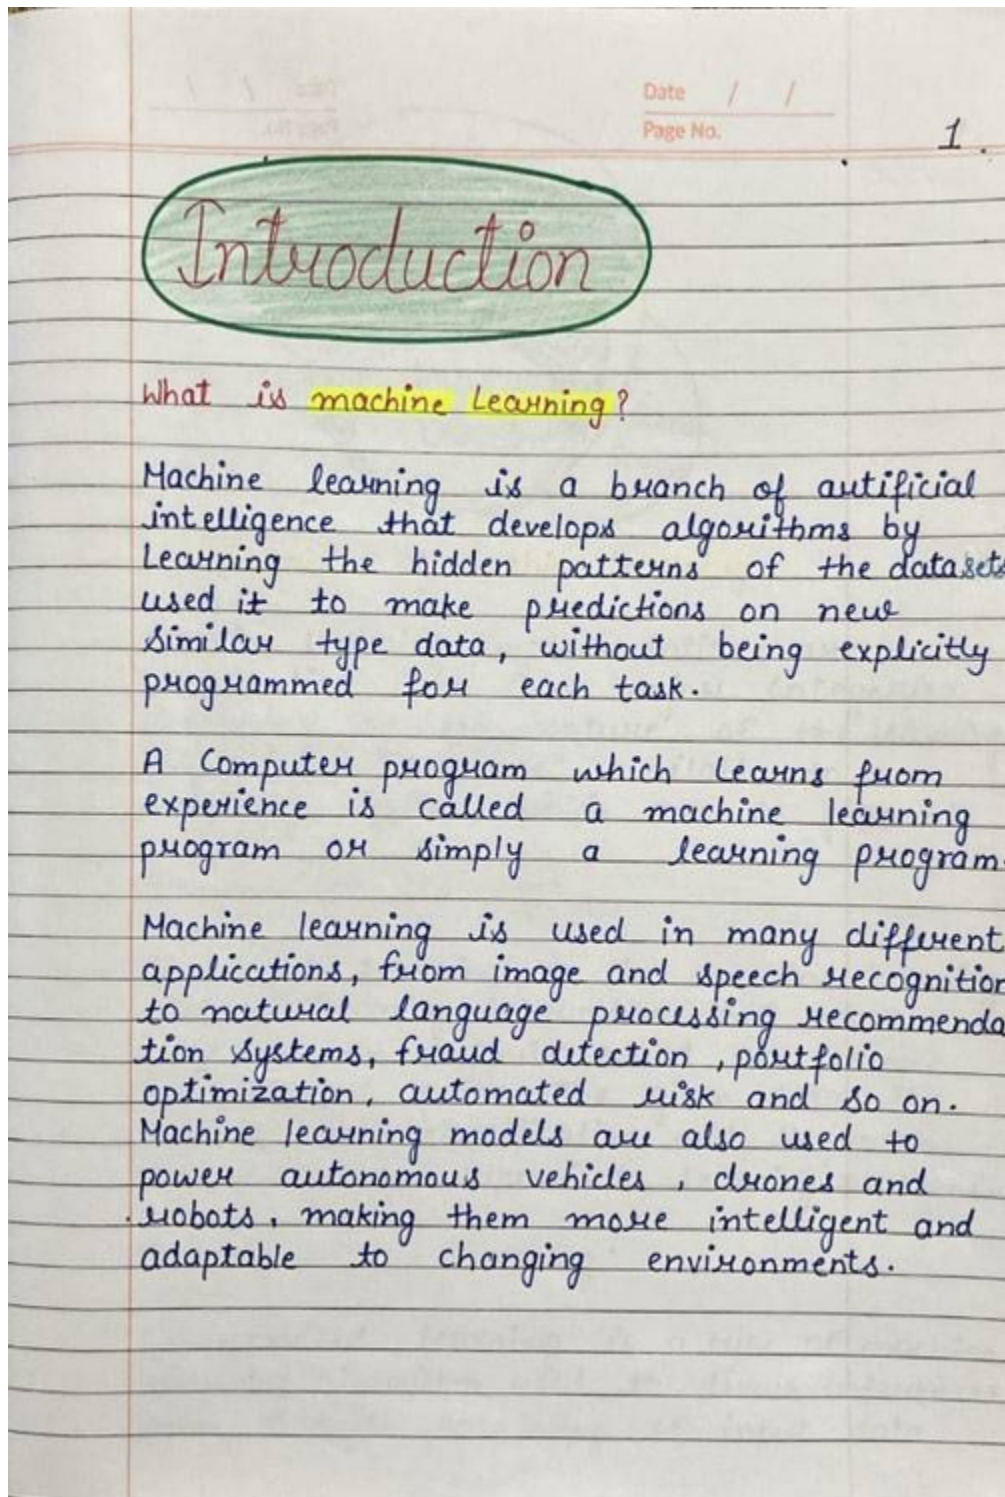 Date / /
Page No.
1.
Introduction
What is machine Learning?
Machine learning is a branch of artificial
intelligence that develops algorithms by
Learning the hidden patterns of the datasets
used it to make predictions on new
similar type data, without being explicitly
programmed for each task.
A Computer program which Learns from
experience is called a machine learning
program or simply a learning program.
Machine learning is used in many different
applications, from image and speech recognition
to natural language processing recommenda
tion systems, fraud detection, portfolio
optimization, automated risk and so on.
Machine learning models are also used to
power autonomous vehicles, drones and
robots, making them more intelligent and
adaptable to changing environments.